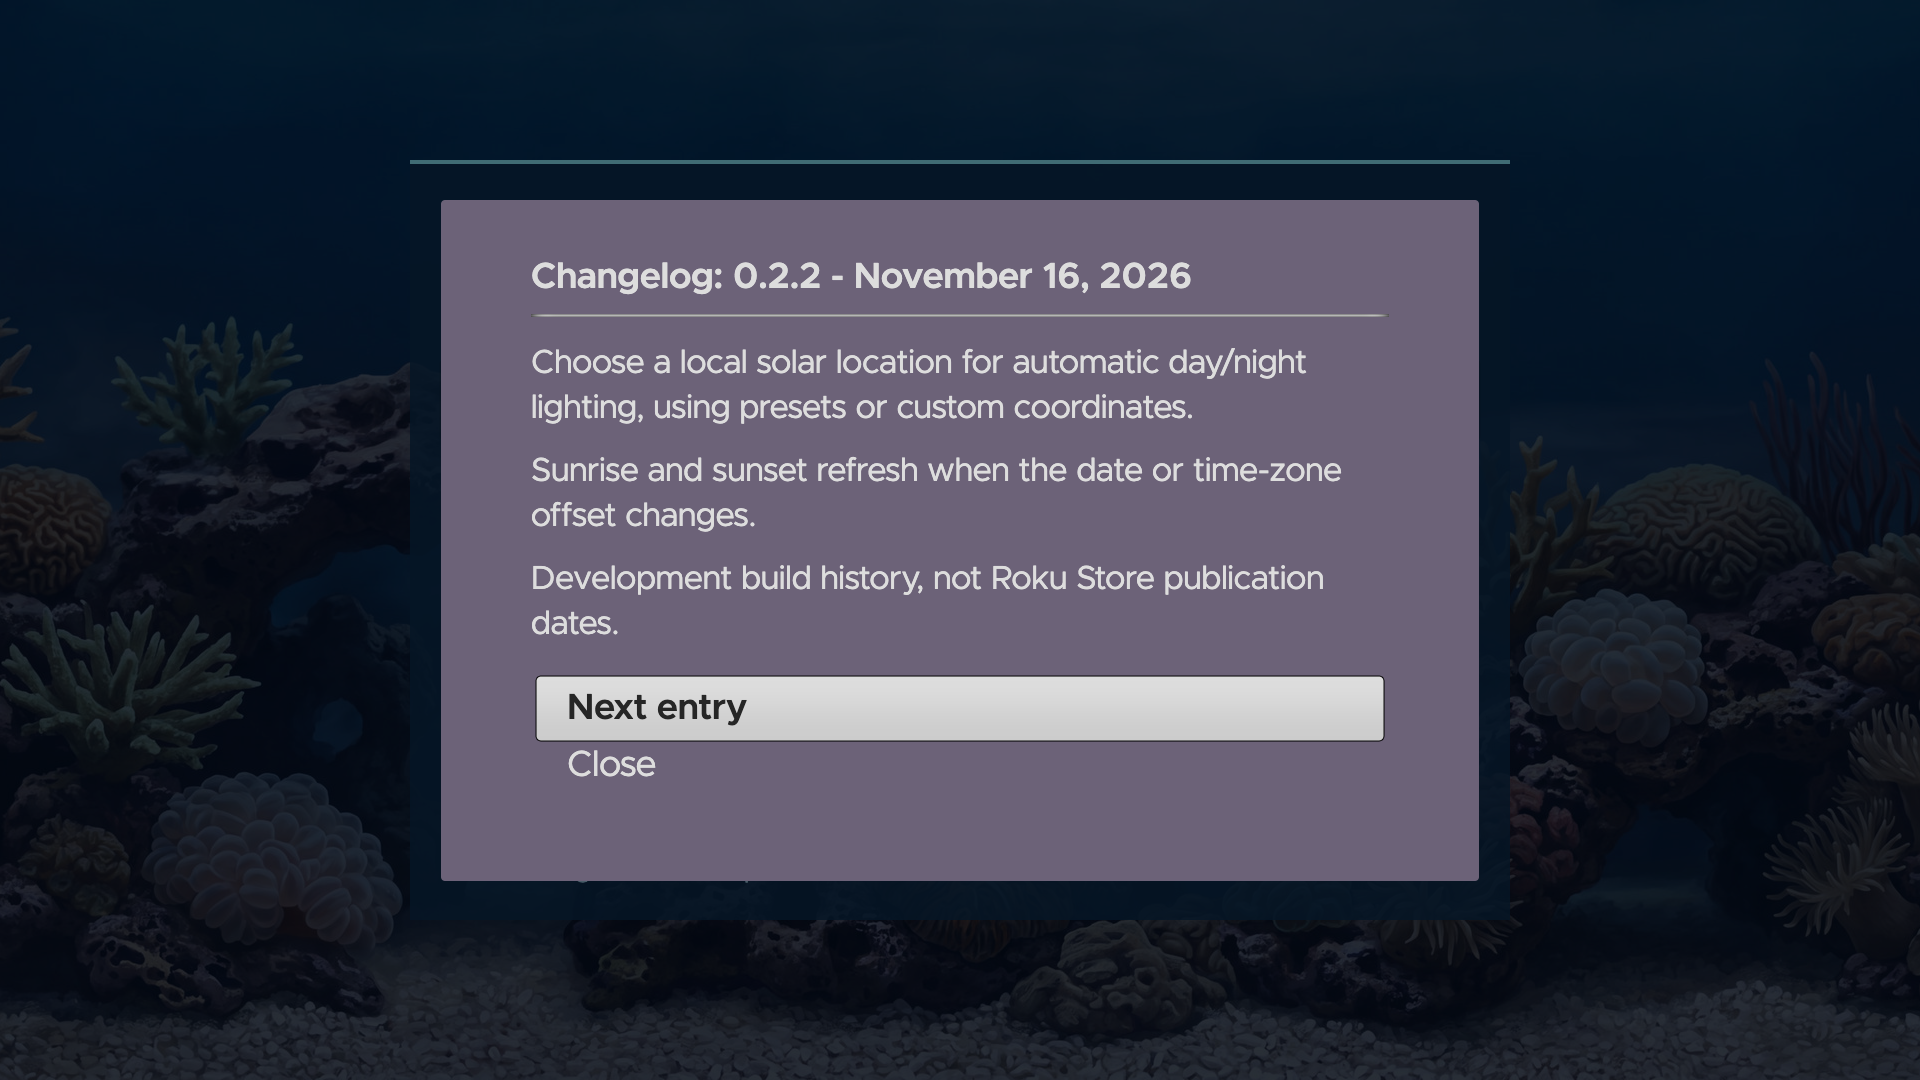 Changelog: 0.2.2 - November 16, 2026
Choose a local solar location for automatic day/night
lighting, using presets or custom coordinates.
Sunrise and sunset refresh when the date or time-zone
offset changes.
Development build history, not Roku Store publication
dates.
Next entry
Close